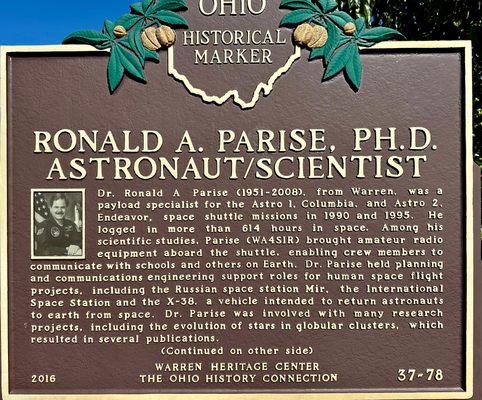 OHIO
HISTORICAL
MARKER
RONALD A. PARISE, PH.D.
ASTRONAUT/SCIENTIST
Dr. Ronald A Parise (1951-2008), from Warren, was a
payload specialist for the Astro 1, Columbia, and Astro 2,
Endeavor, space shuttle missions in 1990 and 1995. He
logged in more than 614 hours in space. Among his
scientific studies, Parise (WA4SIR) brought amateur radio
equipment aboard the shuttle, enabling crew members to
communicate with schools and others on Earth. Dr. Parise held planning
and communications engineering support roles for human space flight
projects, including the Russian space station Mir, the International
Space Station and the X-38, a vehicle intended to return astronauts
to earth from space. Dr. Parise was involved with many research
projects, including the evolution of stars in globular clusters, which
resulted in several publications.
(Continued on other side)
WARREN HERITAGE CENTER
2016 THE OHIO HISTORY CONNECTION 37-78